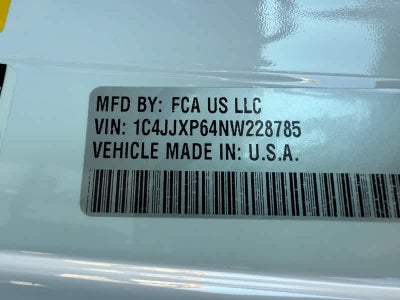 MFD BY: FCA US LLC
VIN: 1C4JJXP64NW228785
VEHICLE MADE IN: U.S.A.